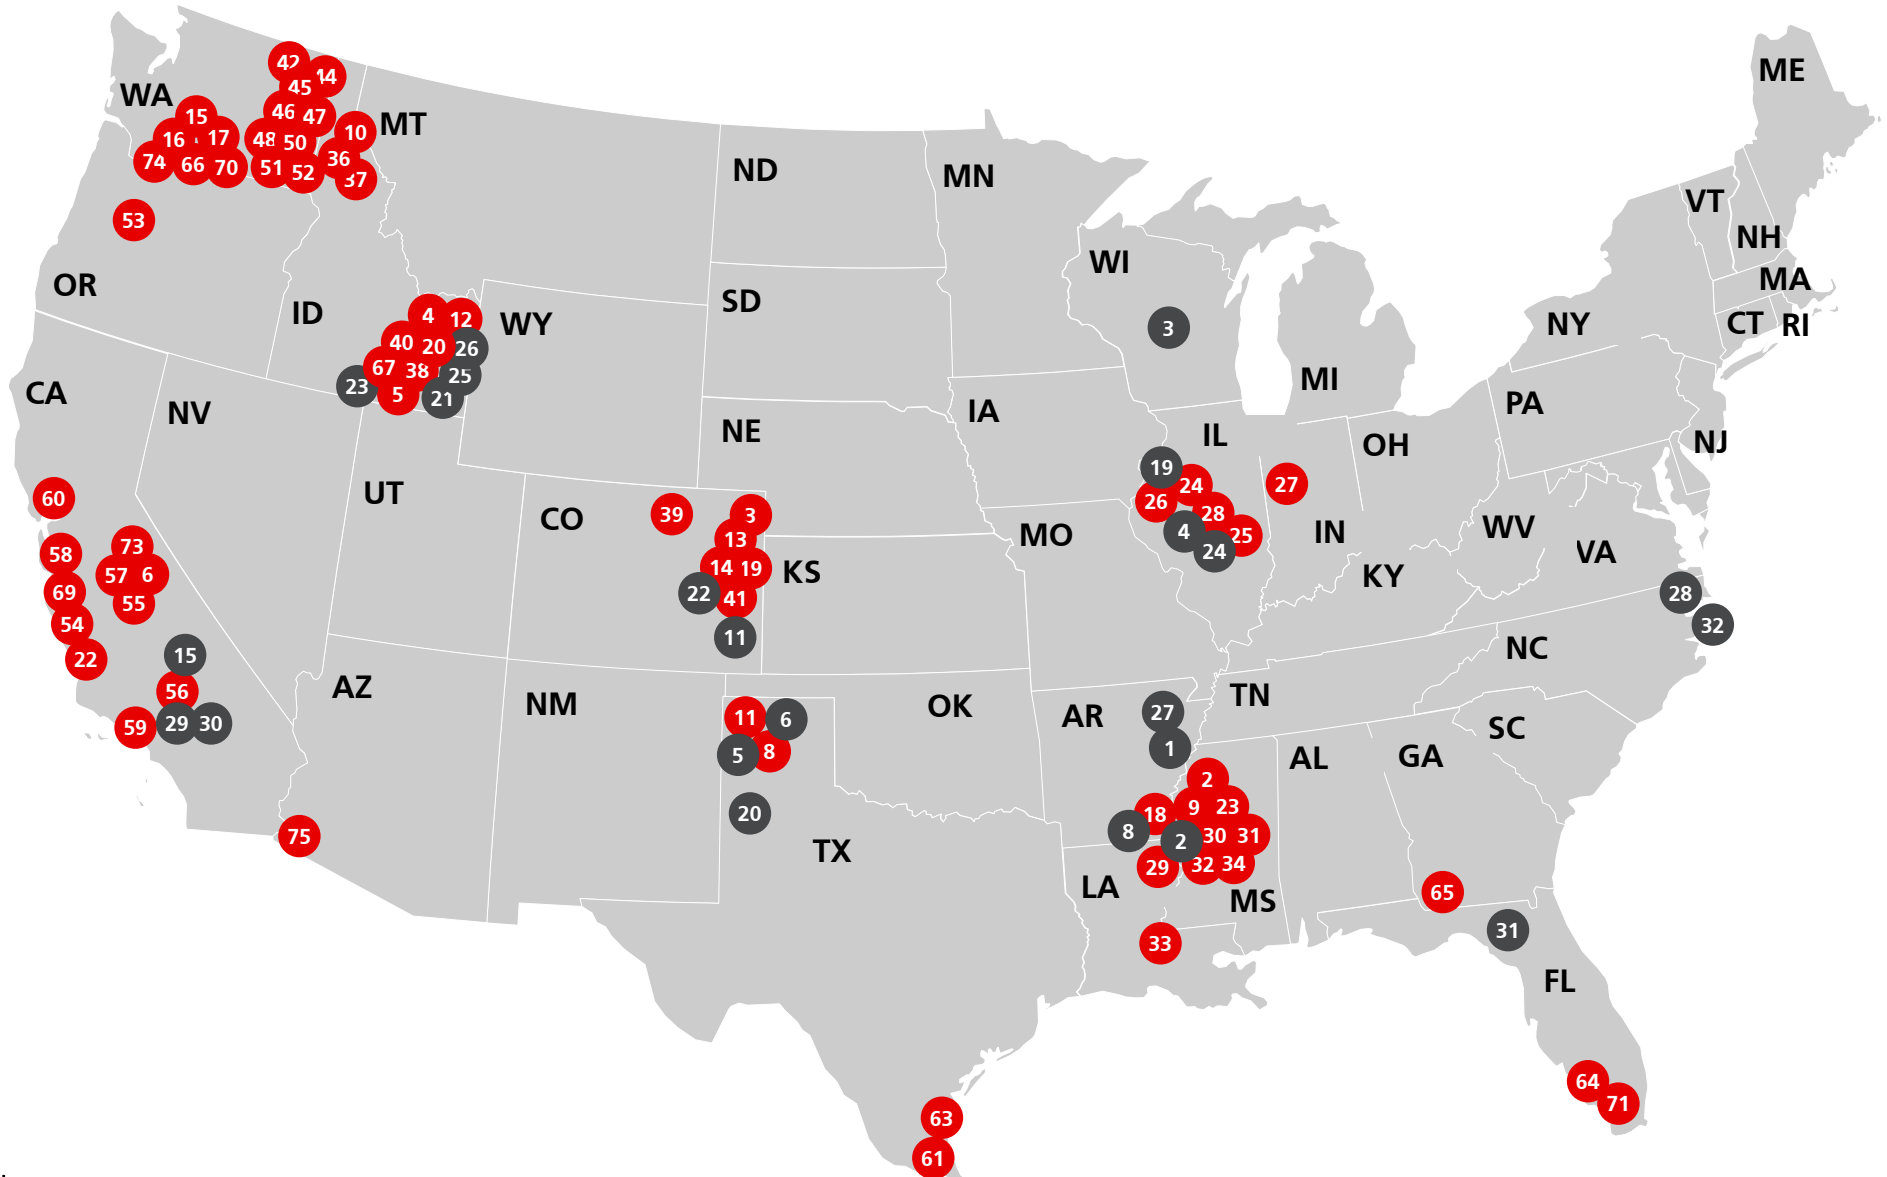 ME
42
44
45
WA
46
47
15
MT
10
16
17
48
50
36
74
66
70
51
52
37
ND
MN
VT
53
NH
WI
MA
OR
SD
ID
4
12
WY
3
NY
CT
RI
40
20
26
67
38
25
MI
23
5
21
CA
NV
IA
PA
NE
IL
OH
NJ
19
24
27
60
UT
26
39
3
CO
28
IN
WV
13
MO
4
25
24
VA
73
58
14
19
KS
KY
57
6
22
41
28
69
55
54
11
32
22
15
NC
56
AZ
NM
TN
59
29
30
11
6
OK
AR
27
SC
5
8
1
AL
GA
2
20
18
9
23
75
8
2
30
31
TX
29
32
34
LA
MS
65
33
31
FL
64
71
63
61